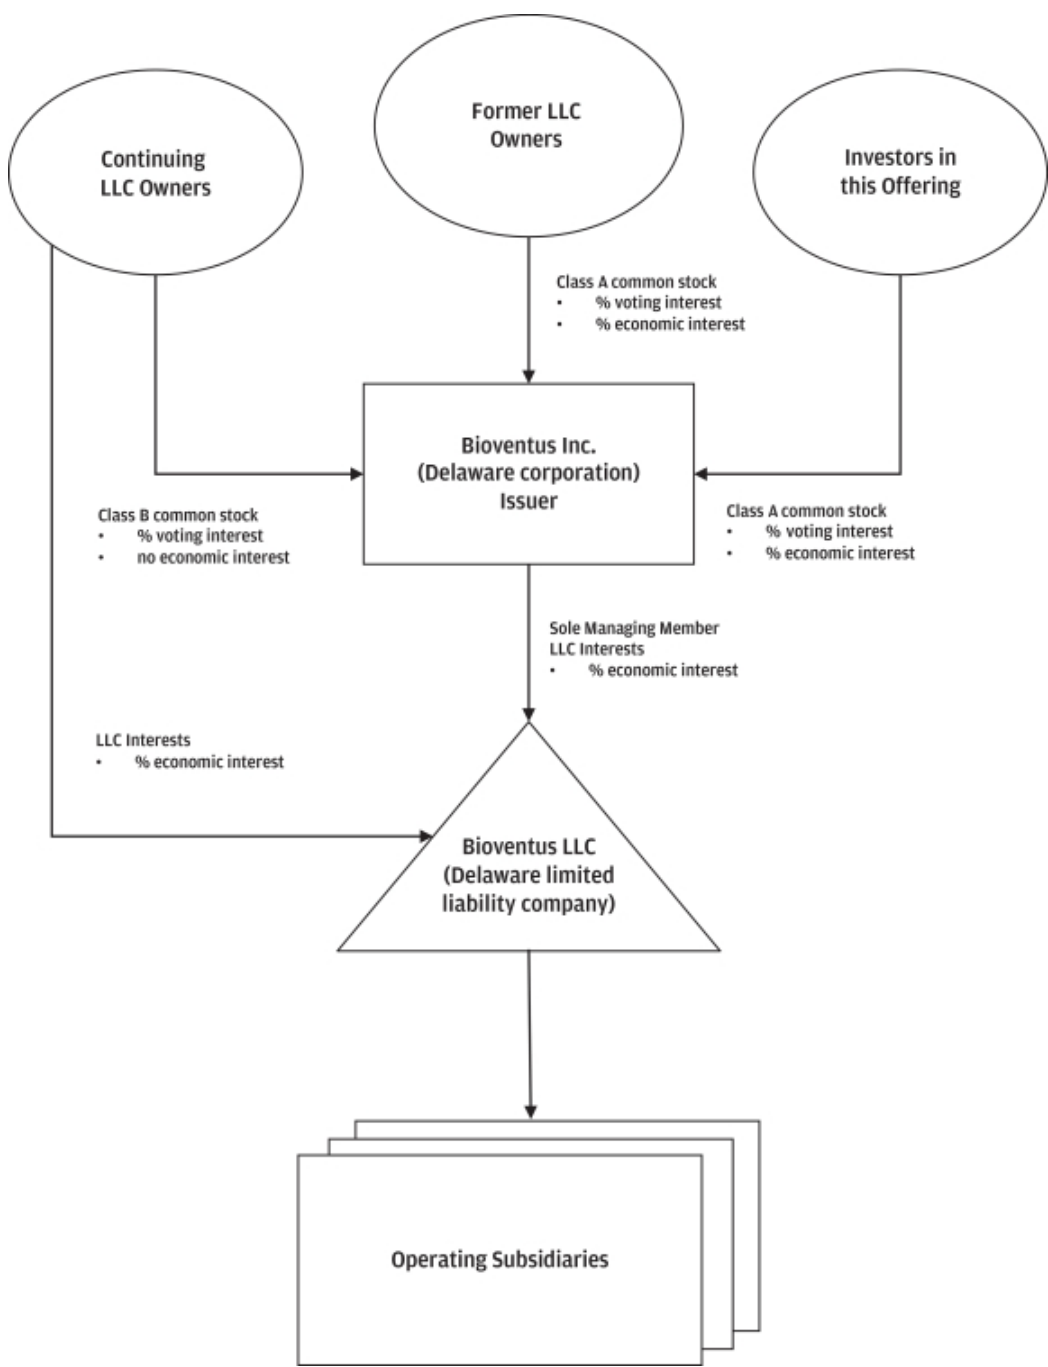 Former LLC
Owners
Continuing
LLC Owners
Investors in
this Offering
Class A common stock
• % voting interest
• % economic interest
Bioventus Inc.
(Delaware corporation)
Issuer
Class B common stock
• % voting interest
• no economic interest
Class A common stock
• % voting interest
• % economic interest
Sole Managing Member
LLC Interests
• % economic interest
LLC Interests
• % economic interest
Bioventus LLC
(Delaware limited
liability company)
Operating Subsidiaries